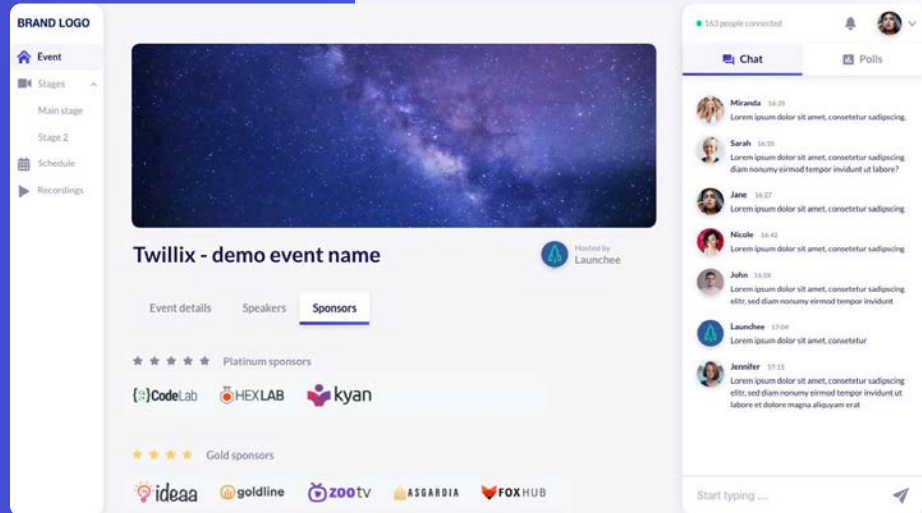 BRAND LOGO
Event
Stages
Main stage
Stage 2
Schedule
Recordings
Twillix - demo event name
Hosted by
Launchee
Event details
Speakers
Sponsors
Platinum sponsors
{:}CodeLab
HEXLAB
kyan
Gold sponsors
ideaa
goldline
zootv
ASGARDIA
FOXHUB
163 people connected
Chat
Polls
Miranda 16:35
Lorem ipsum dolor sit amet, consetetur sadipscing.
Sarah 16:35
Lorem ipsum dolor sit amet, consetetur sadipscing
diam nonumy eirmod tempor invidunt ut labore?
Jane 16:27
Lorem ipsum dolor sit amet, consetetur sadipscing
Nicole 16:42
Lorem ipsum dolor sit amet, consetetur sadipscing
John 16:58
Lorem ipsum dolor sit amet, consetetur sadipscing
elitr, sed diam nonumy eirmod tempor invidunt
Launchee 17:04
Lorem ipsum dolor sit amet, consetetur
Jennifer 17:15
Lorem ipsum dolor sit amet, consetetur sadipscing
elitr, sed diam nonumy eirmod tempor invidunt ut
labore et dolore magna aliquyam erat
Start typing ...